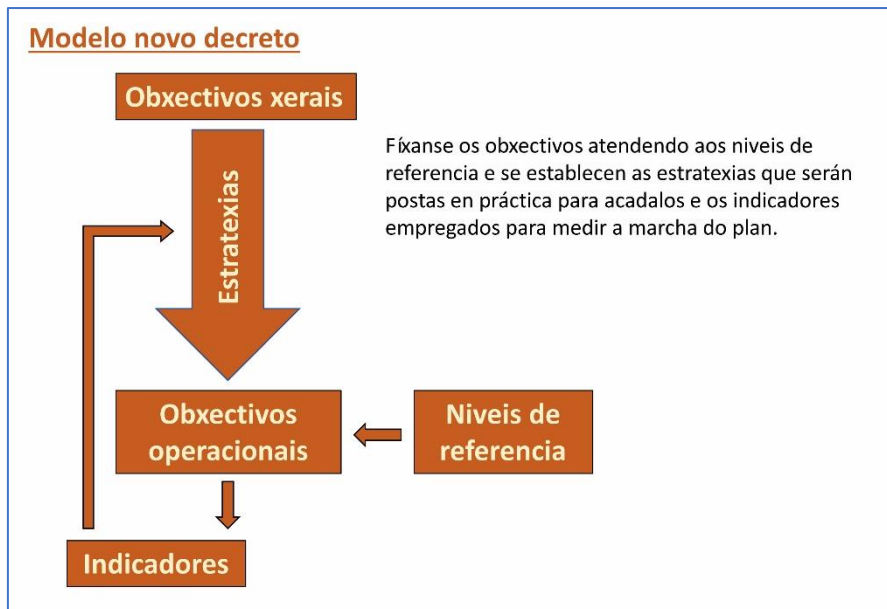 Modelo novo decreto
Obxectivos xerais
Estratexias
Fíxanse os obxectivos atendendo aos niveis de
referencia e se establecen as estratexias que serán
postas en práctica para acadalos e os indicadores
empregados para medir a marcha do plan.
Obxectivos
operacionais
Niveis de
referencia
Indicadores